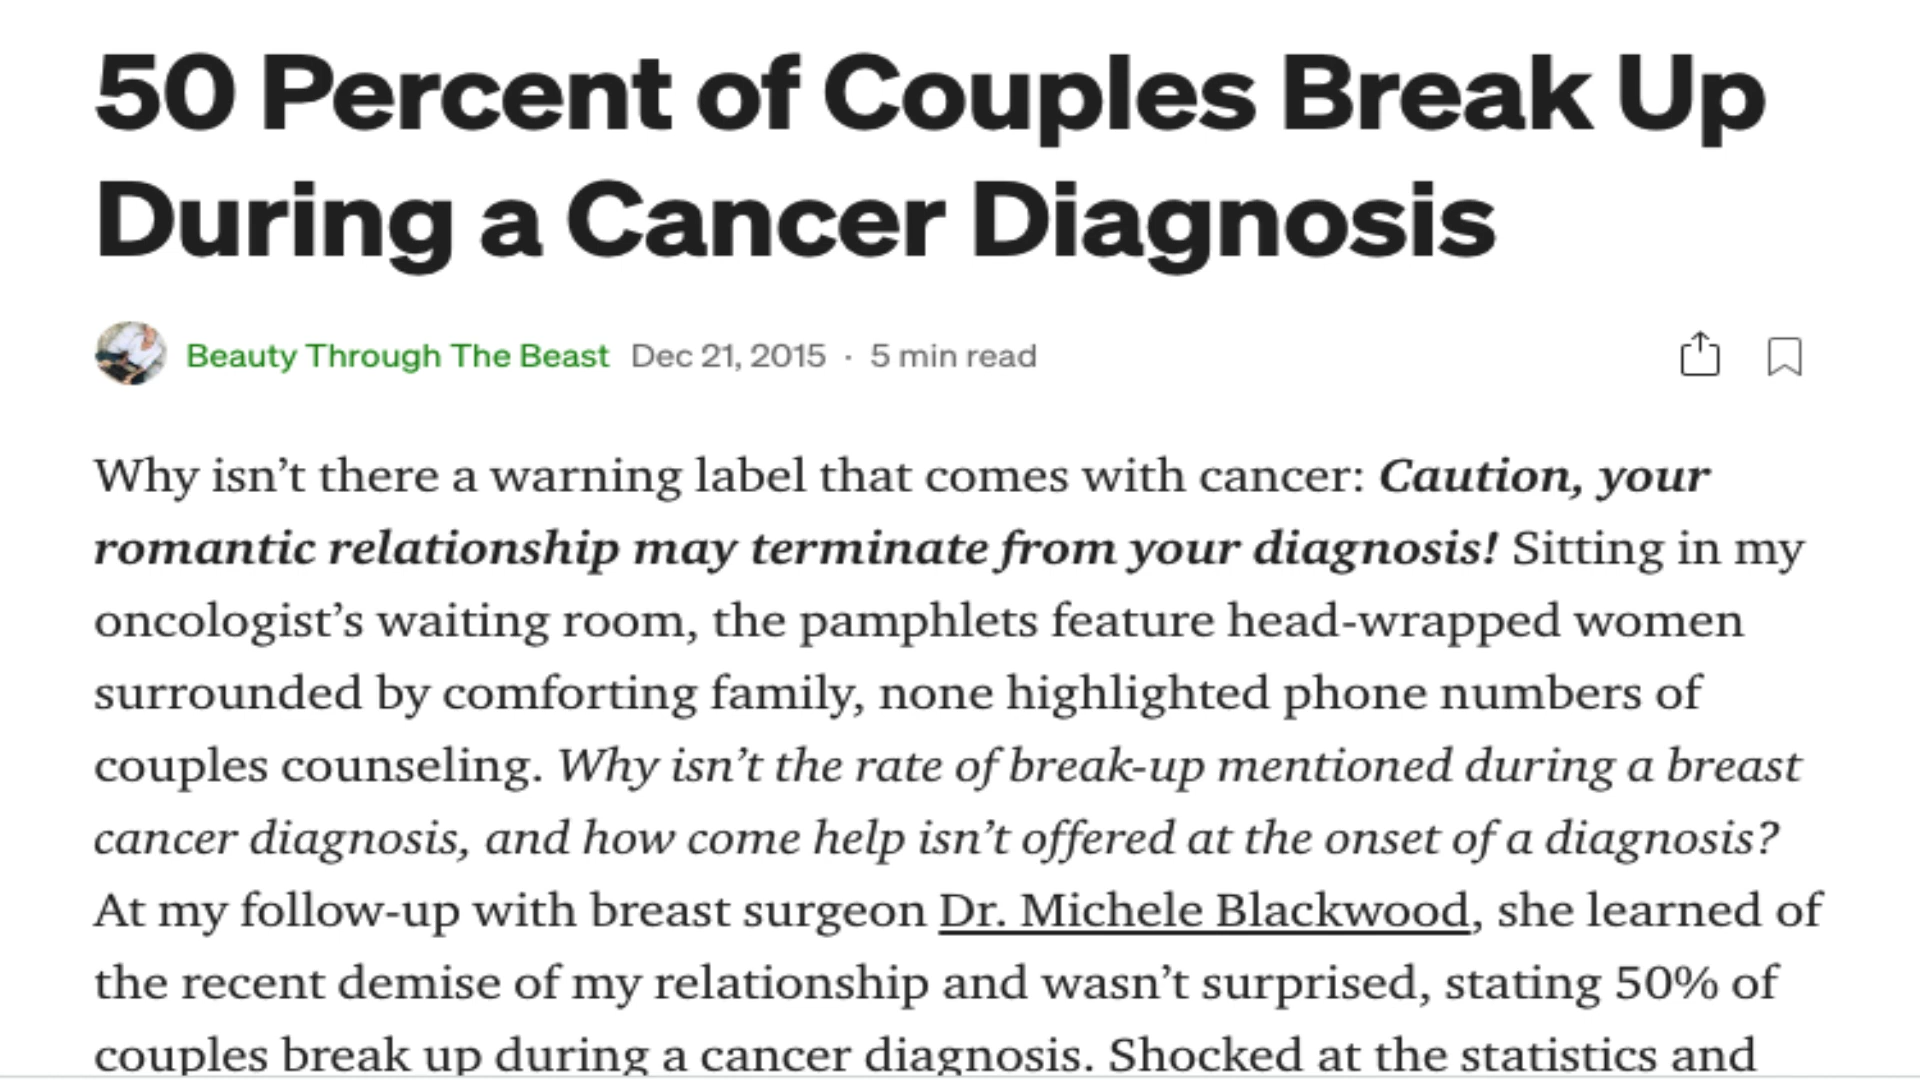 50 Percent of Couples Break Up
During a Cancer Diagnosis
Beauty Through The Beast Dec 21, 2015 · 5 min read
Why isn’t there a warning label that comes with cancer: Caution, your
romantic relationship may terminate from your diagnosis! Sitting in my
oncologist’s waiting room, the pamphlets feature head-wrapped women
surrounded by comforting family, none highlighted phone numbers of
couples counseling. Why isn’t the rate of break-up mentioned during a breast
cancer diagnosis, and how come help isn’t offered at the onset of a diagnosis?
At my follow-up with breast surgeon Dr. Michele Blackwood, she learned of
the recent demise of my relationship and wasn’t surprised, stating 50% of
couples break up during a cancer diagnosis. Shocked at the statistics and